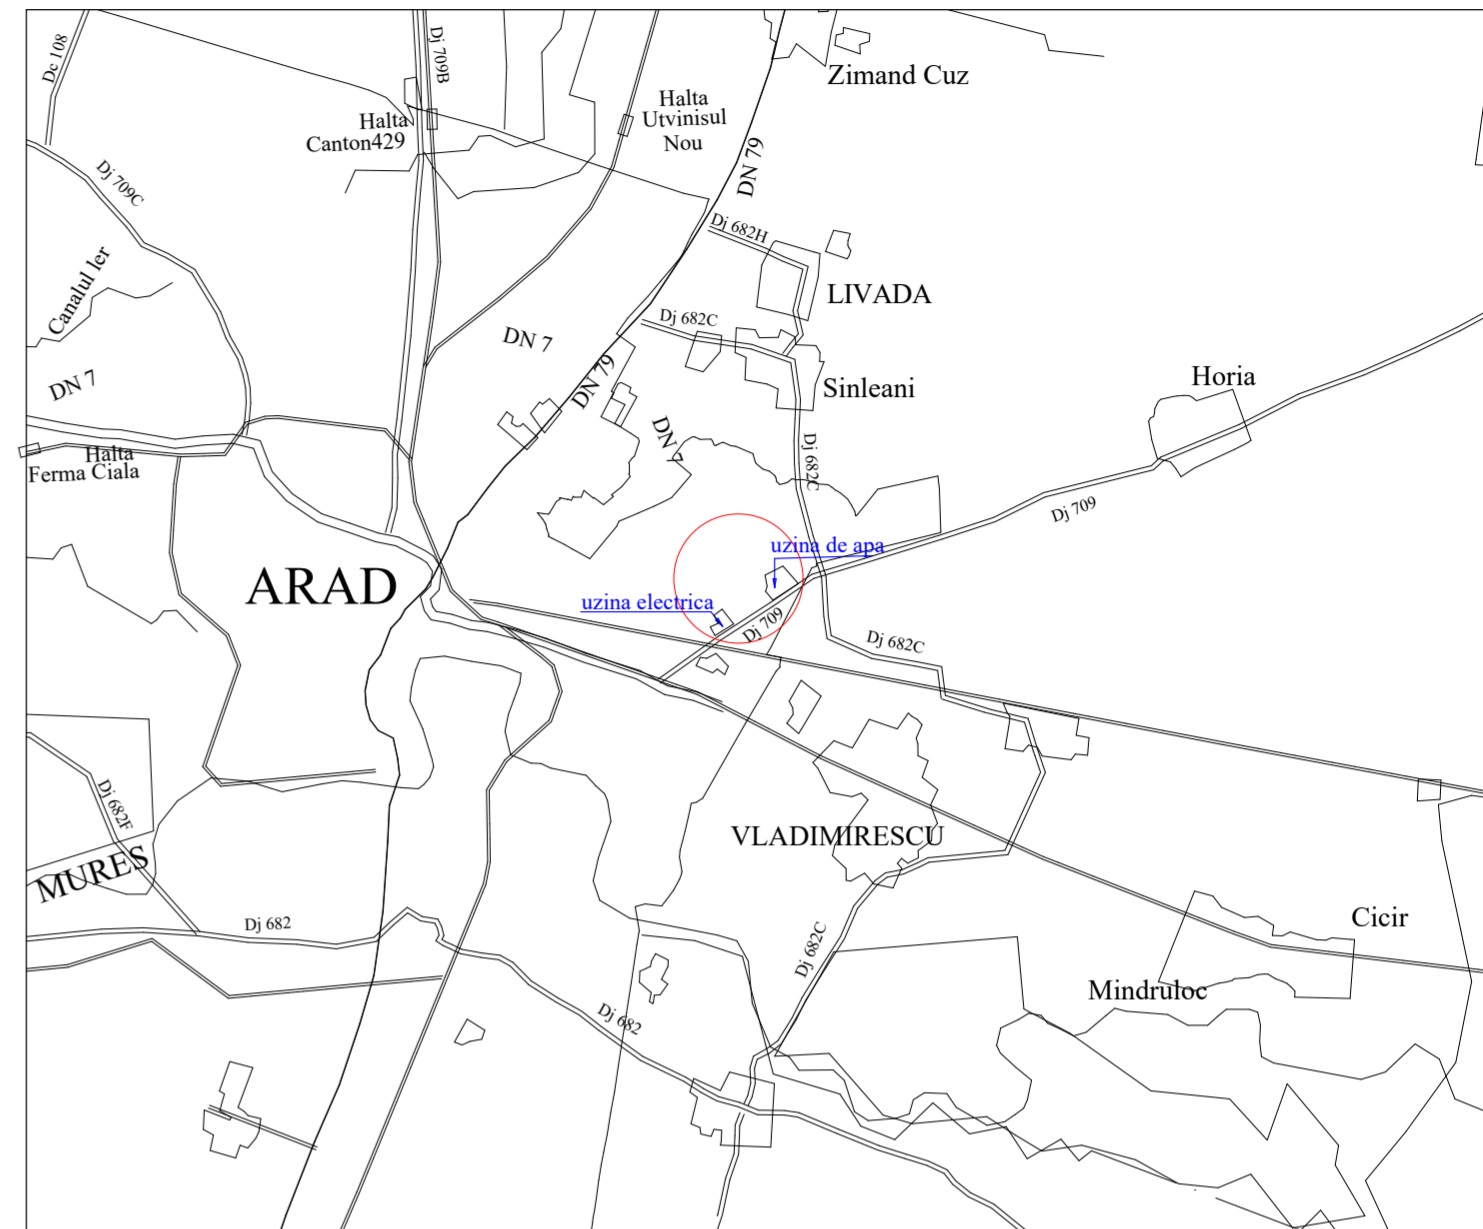 Dc 108
Dj 709B
Zimand Cuz
Halta
Utvinisul
Nou
Halta
Canton429
DN 79
Dj 709C
Dj 682H
Canalul Ier
LIVADA
Dj 682C
DN 7
DN 79
DN 7
Sinleani
Horia
DN 7
Dj 682C
Halta
Ferma Ciala
Dj 709
uzina de apa
ARAD
uzina electrica
Dj 709
Dj 682C
Dj 682F
VLADIMIRESCU
MURES
Dj 682
Cicir
Dj 682C
Mindruloc
Dj 682